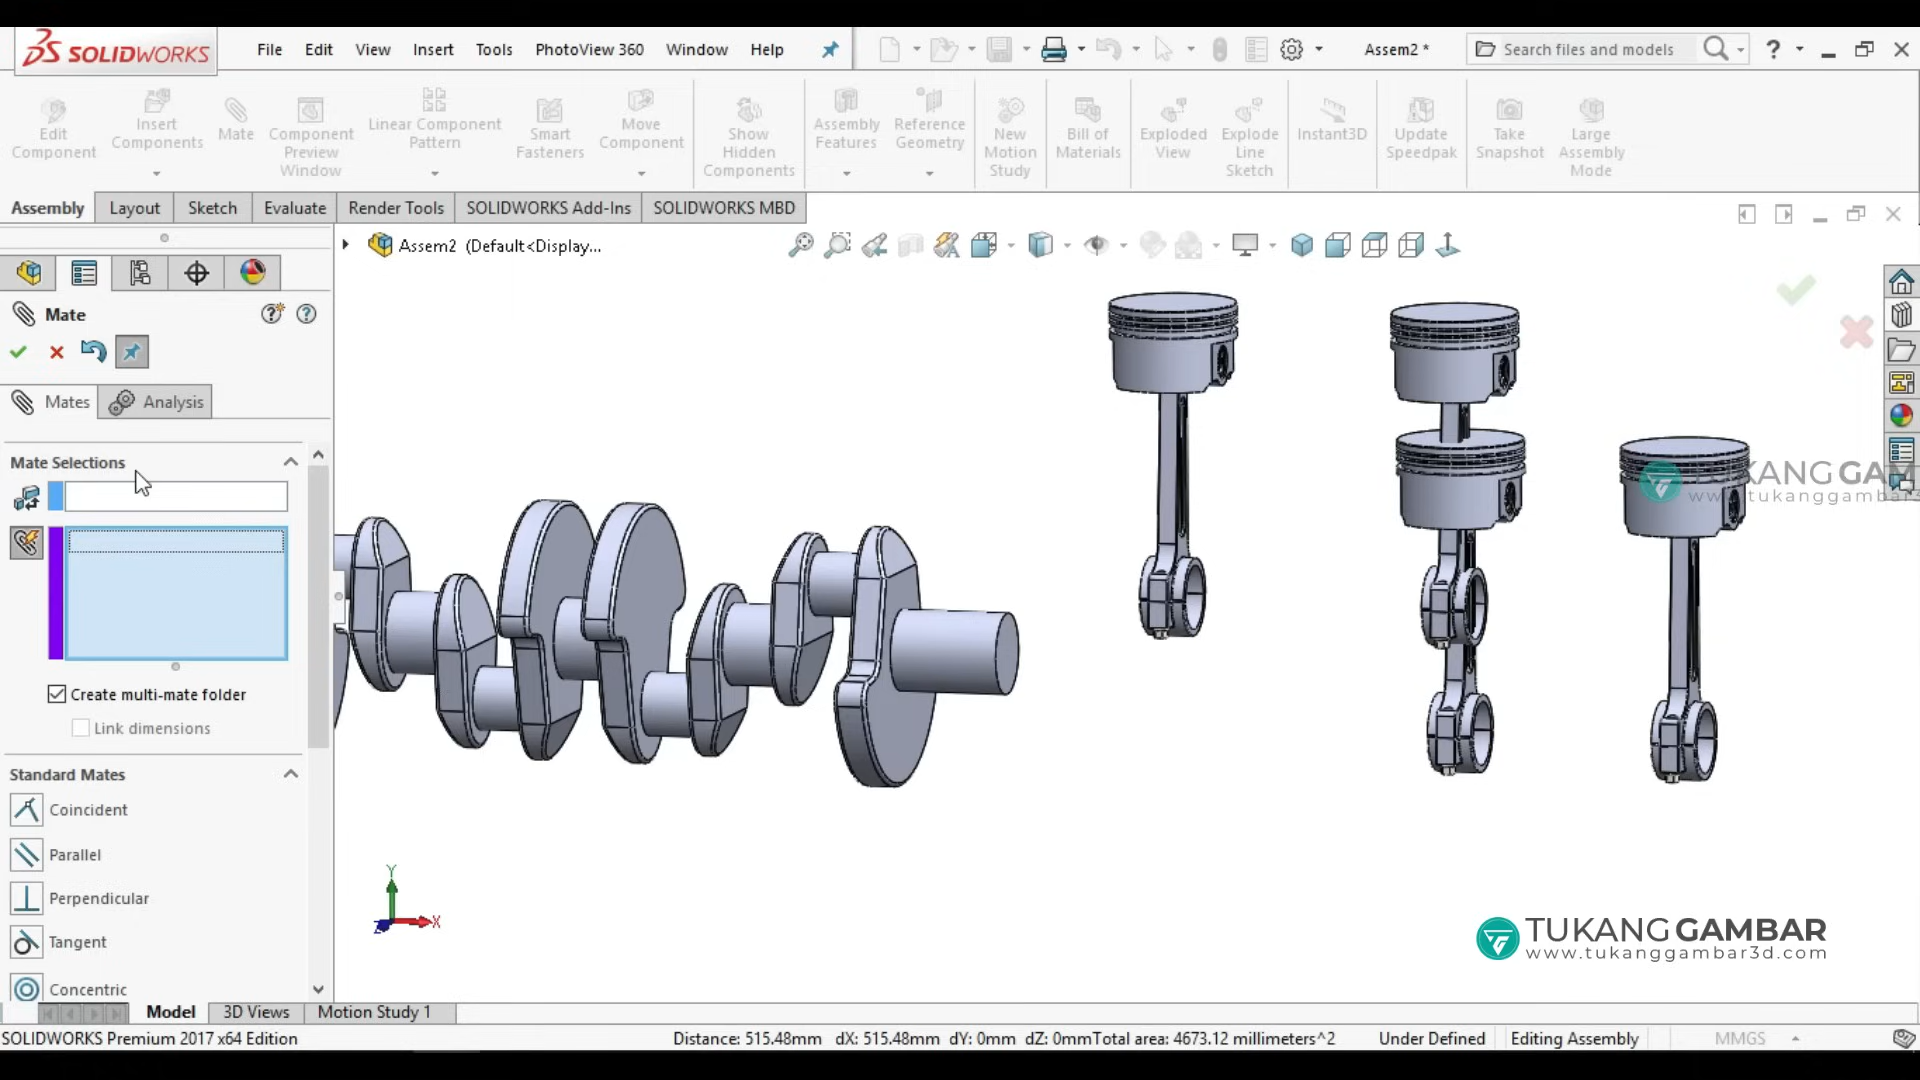 SOLIDWORKS
File Edit View Insert Tools PhotoView 360 Window Help
Assem2 *
Search files and models
?
Edit Component
Insert Components
Mate
Component Preview Window
Linear Component Pattern
Smart Fasteners
Move Component
Show Hidden Components
Assembly Features
Reference Geometry
New Motion Study
Bill of Materials
Exploded View
Explode Line Sketch
Instant3D
Update Speedpak
Take Snapshot
Large Assembly Mode
Assembly Layout Sketch Evaluate Render Tools SOLIDWORKS Add-Ins SOLIDWORKS MBD
Assem2 (Default<Display...
Mate
Mates Analysis
Mate Selections
Create multi-mate folder
Link dimensions
Standard Mates
Coincident
Parallel
Perpendicular
Tangent
Concentric
Y
X
Z
TUKANG GAM
www.tukanggambar3
TUKANGGAMBAR
www.tukanggambar3d.com
Model 3D Views Motion Study 1
SOLIDWORKS Premium 2017 x64 Edition
Distance: 515.48mm dX: 515.48mm dY: 0mm dZ: 0mmTotal area: 4673.12 millimeters^2
Under Defined
Editing Assembly
MMGS